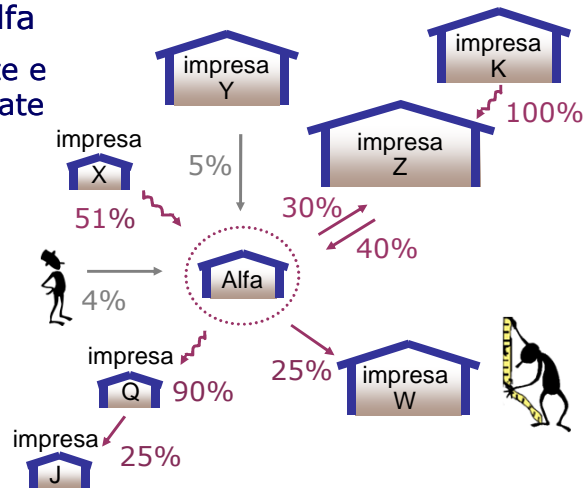 lfa
te e
ate
impresa
Y
impresa
K
100%
impresa
Z
impresa
X
5%
51%
30%
40%
4%
Alfa
impresa
Q
90%
25%
impresa
W
impresa
J
25%